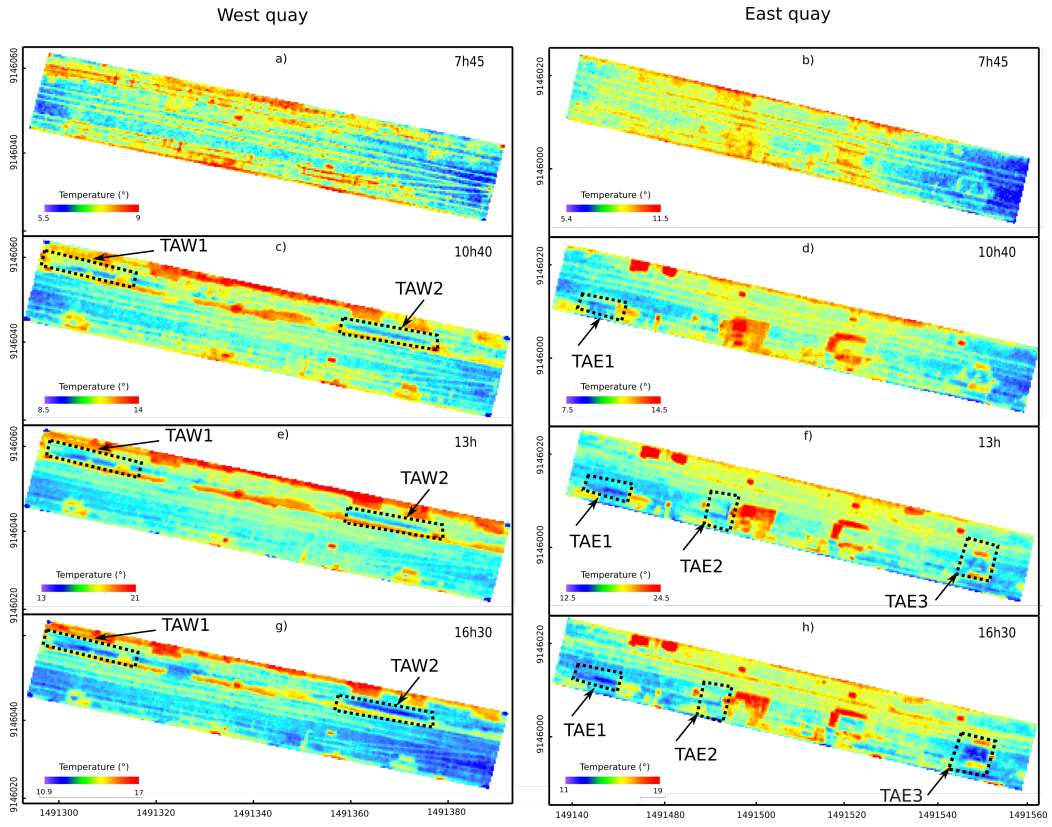 West quay
East quay
a)
7h45
9146060
9146040
Temperature (°)
5.5
9
b)
7h45
9146020
9146000
Temperature (°)
5.4
11.5
c)
10h40
TAW1
TAW2
9146060
9146040
Temperature (°)
8.5
14
d)
10h40
TAE1
9146020
9146000
Temperature (°)
7.5
14.5
e)
13h
TAW1
TAW2
9146060
9146040
9146020
Temperature (°)
13
21
f)
13h
TAE1
TAE2
TAE3
9146020
9146000
Temperature (°)
12.5
24.5
g)
16h30
TAW1
TAW2
9146040
9146020
Temperature (°)
10.9
17
h)
16h30
TAE1
TAE2
TAE3
9146020
9146000
Temperature (°)
11
19
1491300
1491320
1491340
1491360
1491380
149140
1491480
1491500
1491520
1491540
1491560